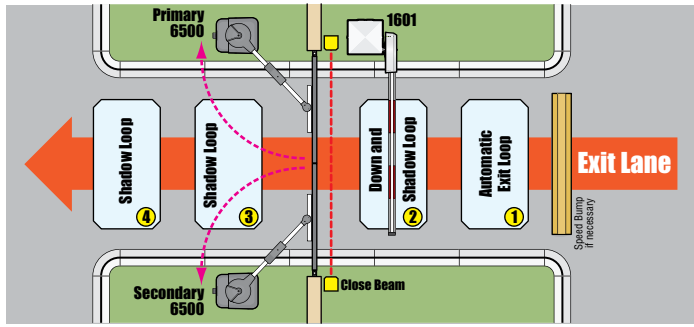 Primary
6500
1601
Shadow Loop
4
Shadow Loop
3
Down and
Shadow Loop
2
Automatic
Exit Loop
1
Exit Lane
Speed Bump
if necessary
Secondary
6500
Close Beam